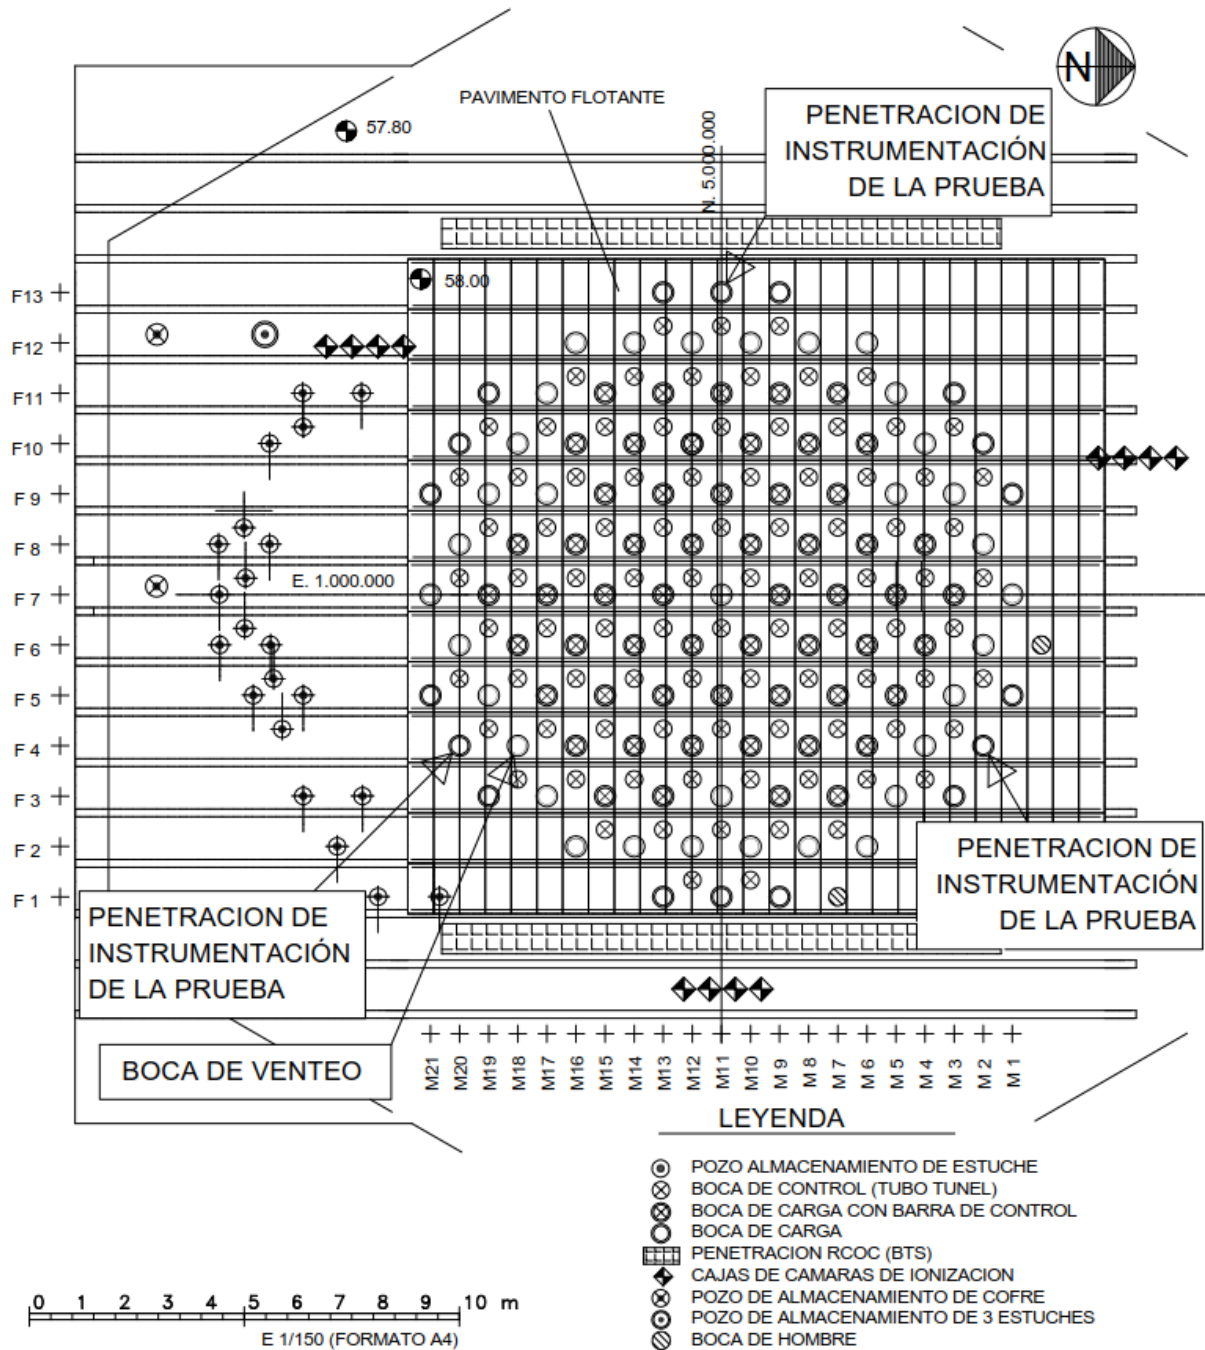 N
PAVIMENTO FLOTANTE
57.80
N. 5.000.000
PENETRACION DE
INSTRUMENTACIÓN
DE LA PRUEBA
58.00
F13
F12
F11
F10
F 9
F 8
E. 1.000.000
F 7
F 6
F 5
F 4
F 3
F 2
F 1
PENETRACION DE
INSTRUMENTACIÓN
DE LA PRUEBA
PENETRACION DE
INSTRUMENTACIÓN
DE LA PRUEBA
BOCA DE VENTEO
M21
M20
M19
M18
M17
M16
M15
M14
M13
M12
M11
M10
M 9
M 8
M 7
M 6
M 5
M 4
M 3
M 2
M 1
LEYENDA
POZO ALMACENAMIENTO DE ESTUCHE
BOCA DE CONTROL (TUBO TUNEL)
BOCA DE CARGA CON BARRA DE CONTROL
BOCA DE CARGA
PENETRACION RCOC (BTS)
CAJAS DE CAMARAS DE IONIZACION
POZO DE ALMACENAMIENTO DE COFRE
POZO DE ALMACENAMIENTO DE 3 ESTUCHES
BOCA DE HOMBRE
0 1 2 3 4 5 6 7 8 9 10 m
E 1/150 (FORMATO A4)